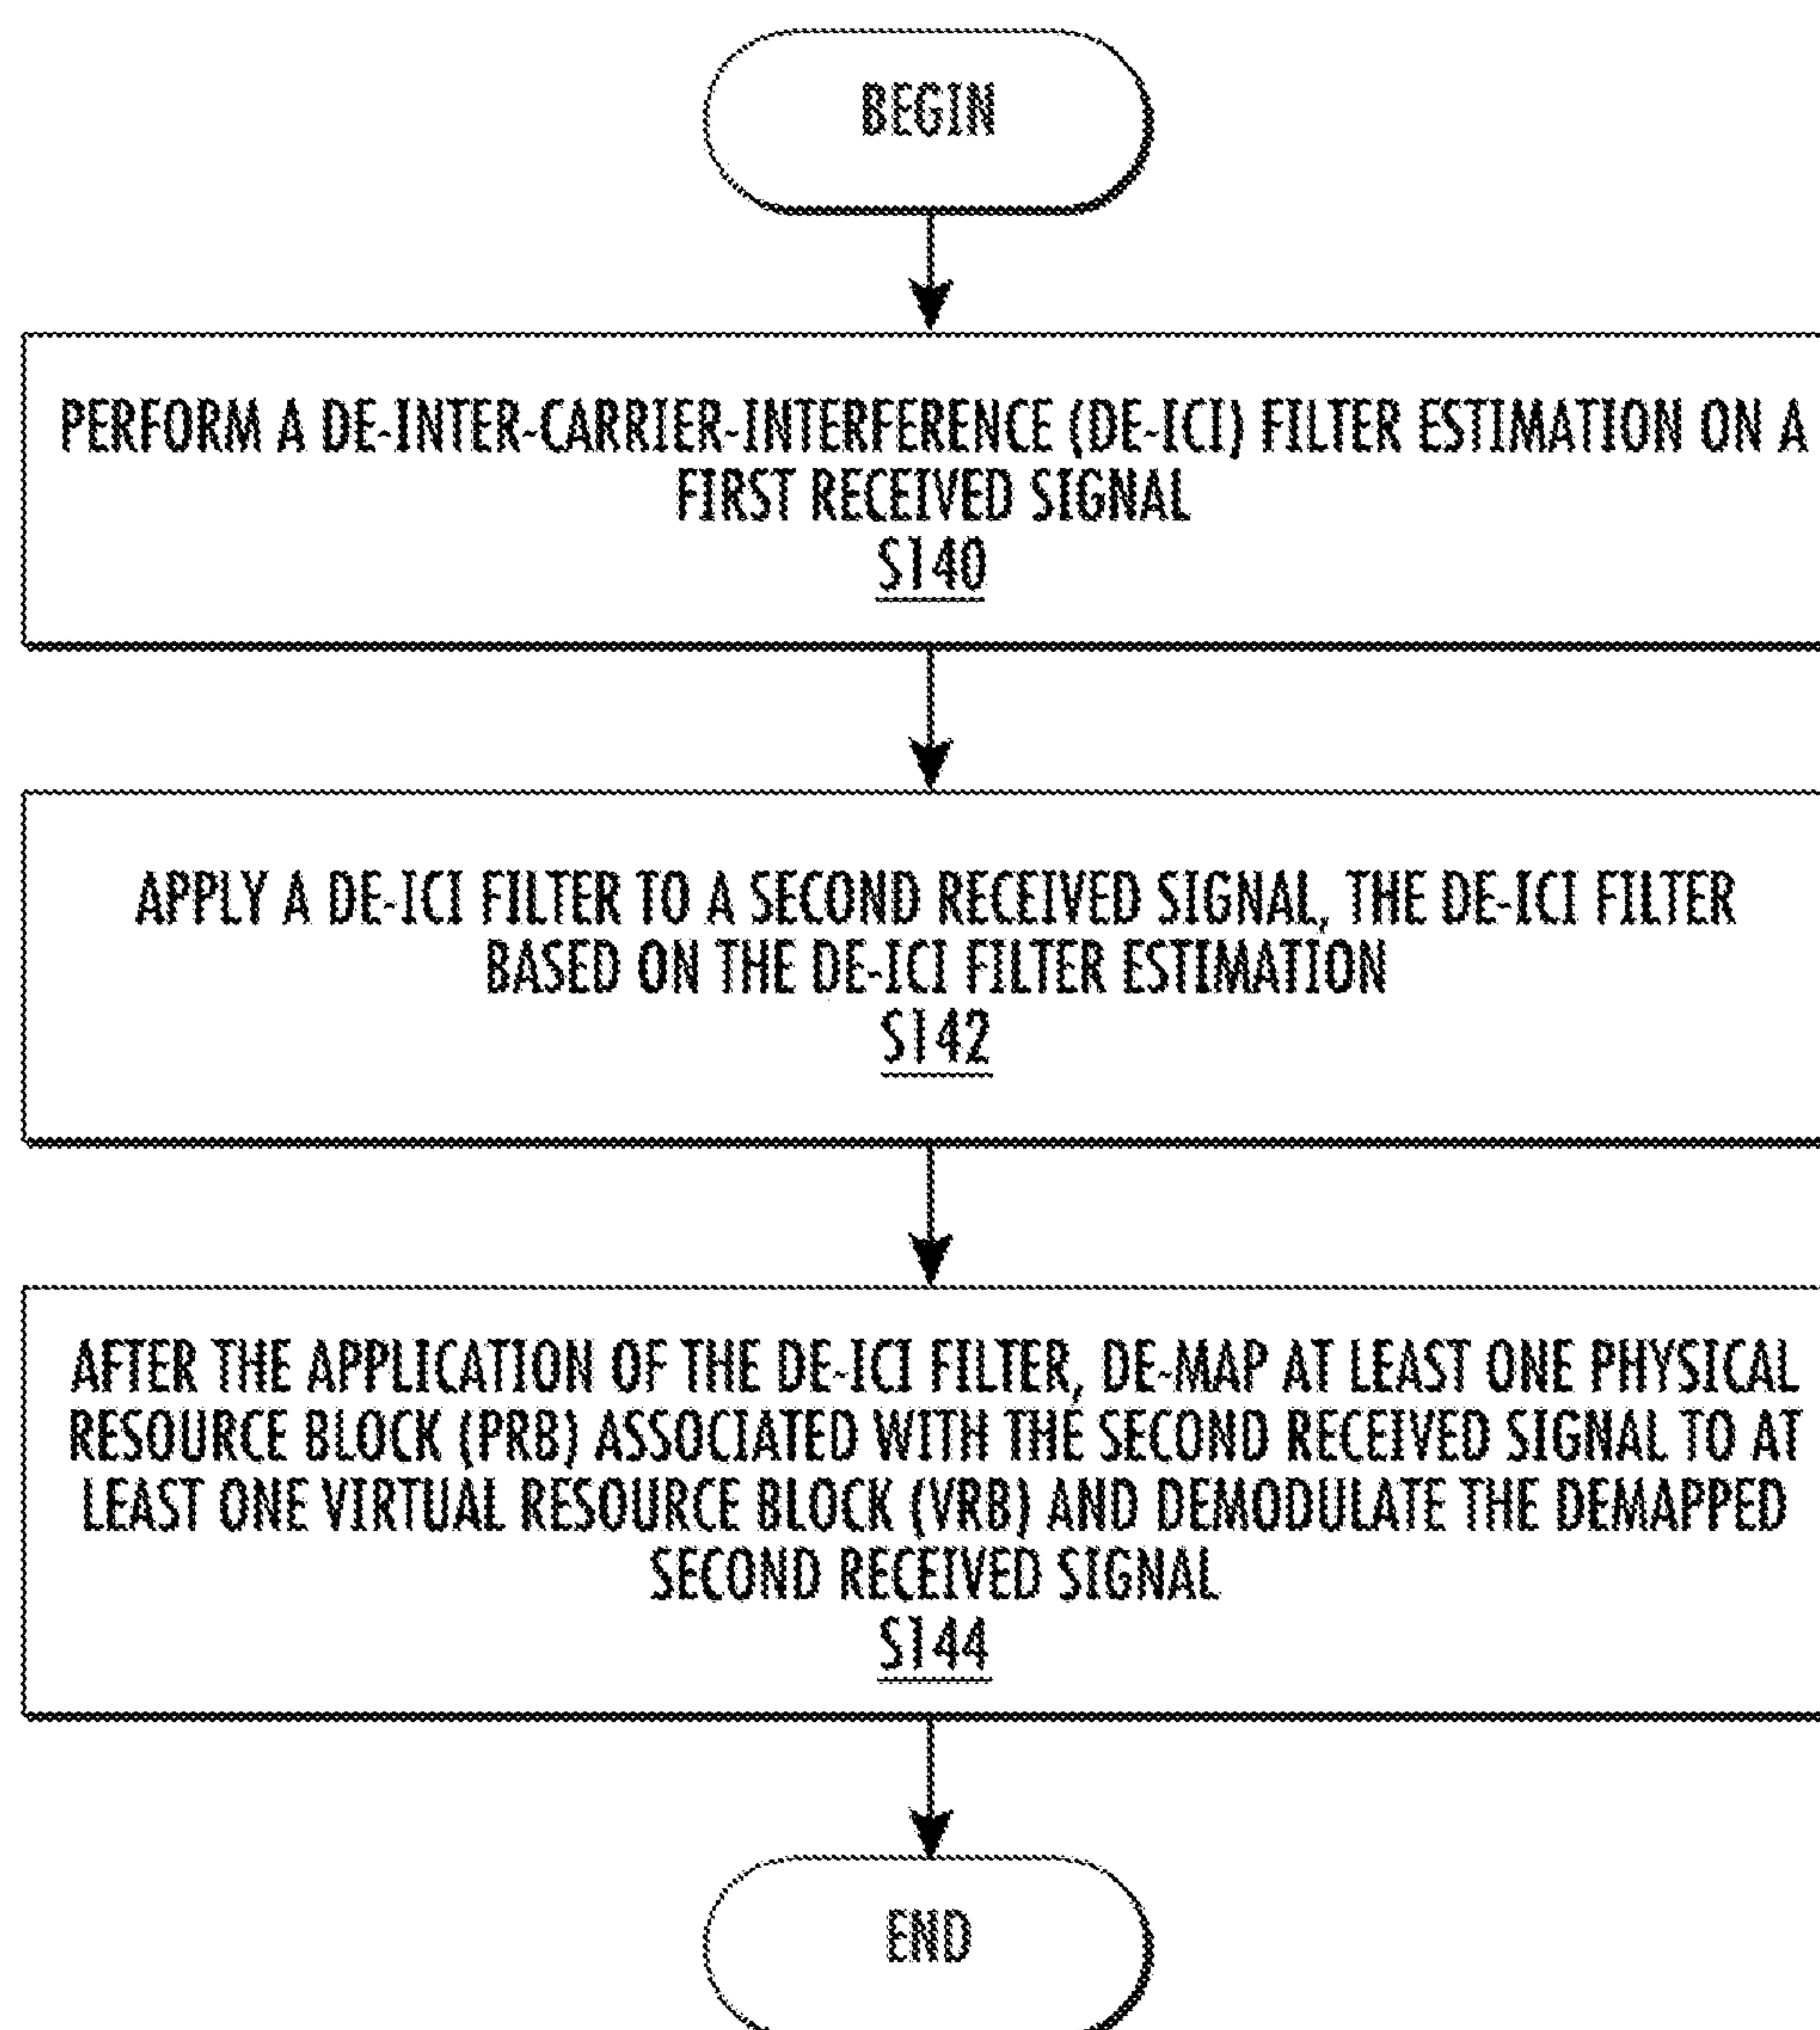 BEGIN
PERFORM A DE-INTER-CARRIER-INTERFERENCE (DE-ICI) FILTER ESTIMATION ON A
FIRST RECEIVED SIGNAL
S140
APPLY A DE-ICI FILTER TO A SECOND RECEIVED SIGNAL, THE DE-ICI FILTER
BASED ON THE DE-ICI FILTER ESTIMATION
S142
AFTER THE APPLICATION OF THE DE-ICI FILTER, DE-MAP AT LEAST ONE PHYSICAL
RESOURCE BLOCK (PRB) ASSOCIATED WITH THE SECOND RECEIVED SIGNAL TO AT
LEAST ONE VIRTUAL RESOURCE BLOCK (VRB) AND DEMODULATE THE DEMAPPED
SECOND RECEIVED SIGNAL
S144
END